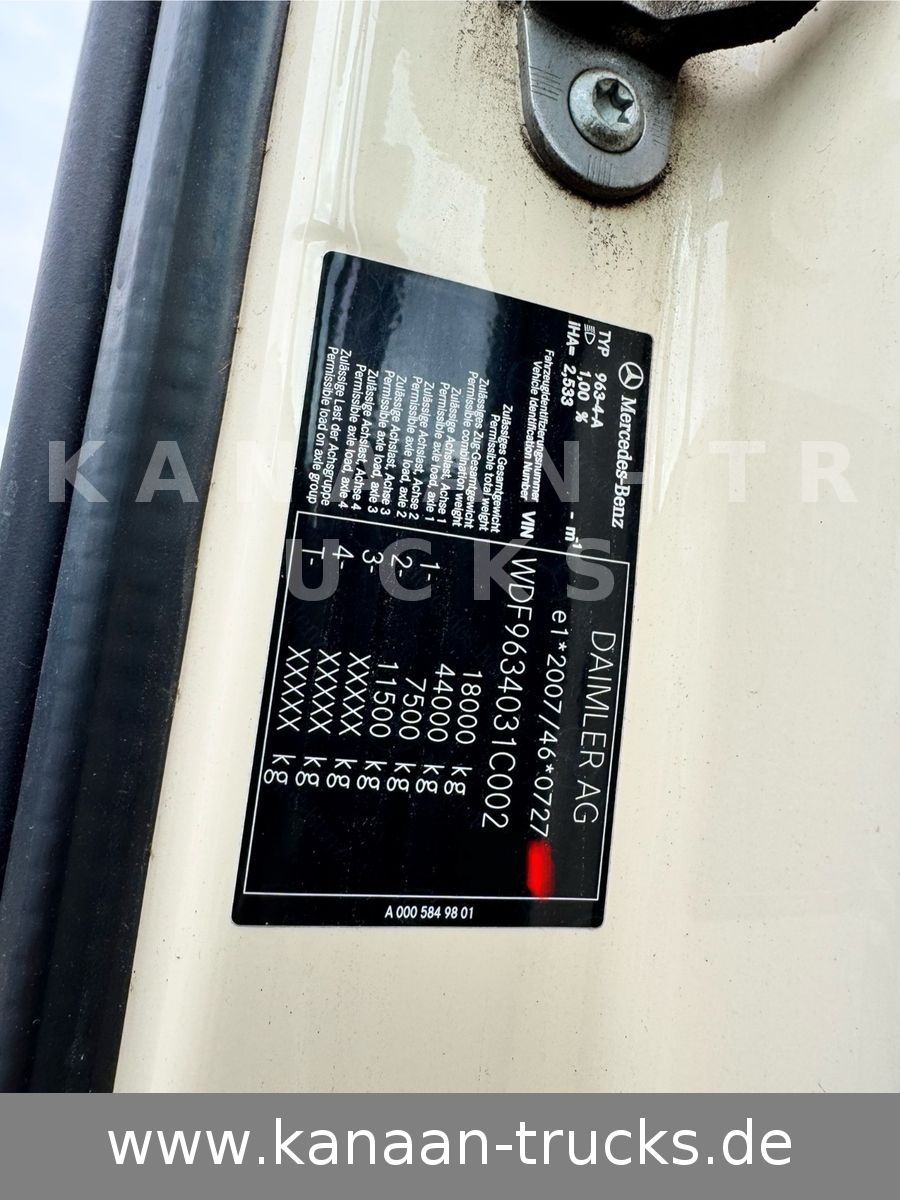 Mercedes-Benz
TYP 963-4-A
1,00 %
IHA= 2,533 - m⁻¹
DAIMLER AG
e1*2007/46*0727
Fahrzeugidentifizierungsnummer
Vehicle Identification Number VIN WDF9634031C002
Zulässiges Gesamtgewicht
Permissible total weight 18000 kg
Zulässiges Zug-Gesamtgewicht
Permissible combination weight 44000 kg
Zulässige Achslast, Achse 1
Permissible axle load, axle 1 1- 7500 kg
Zulässige Achslast, Achse 2
Permissible axle load, axle 2 2- 11500 kg
Zulässige Achslast, Achse 3
Permissible axle load, axle 3 3- XXXXX kg
Zulässige Achslast, Achse 4
Permissible axle load, axle 4 4- XXXXX kg
Zulässige Last der Achsgruppe
Permissible load on axle group T- XXXXX kg
A 000 584 98 01
KANAAN-TR
UCKS
www.kanaan-trucks.de